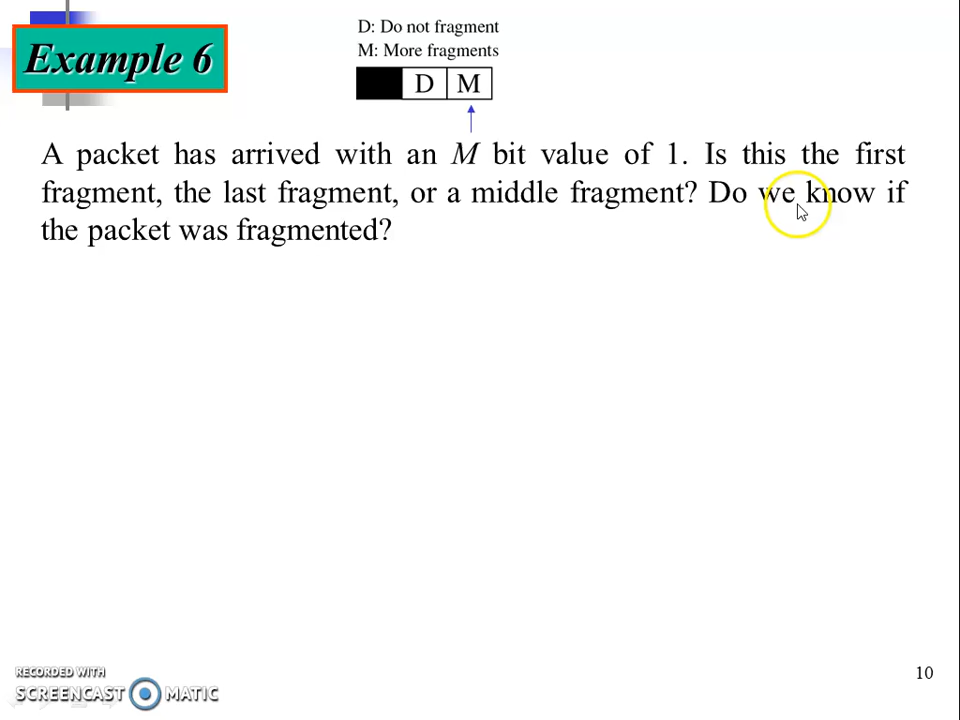 Example 6
D: Do not fragment
M: More fragments
D M
A packet has arrived with an M bit value of 1. Is this the first
fragment, the last fragment, or a middle fragment? Do we know if
the packet was fragmented?
10
RECORDED WITH
SCREENCAST MATIC